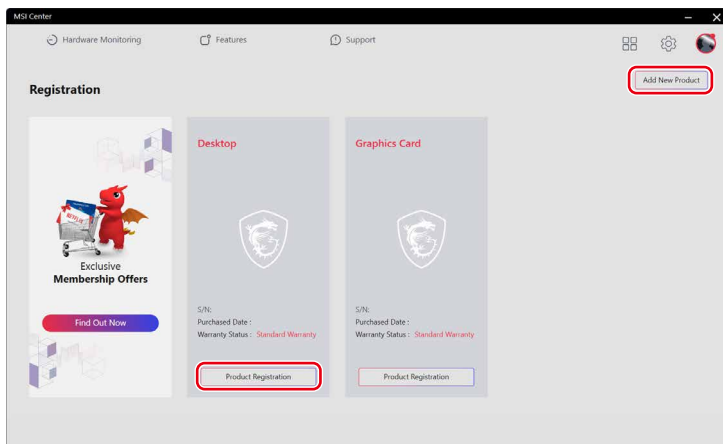 MSI Center
Hardware Monitoring
Features
Support
Add New Product
Registration
NETFLIX
Exclusive
Membership Offers
Find Out Now
Desktop
S/N:
Purchased Date :
Warranty Status : Standard Warranty
Product Registration
Graphics Card
S/N:
Purchased Date :
Warranty Status : Standard Warranty
Product Registration